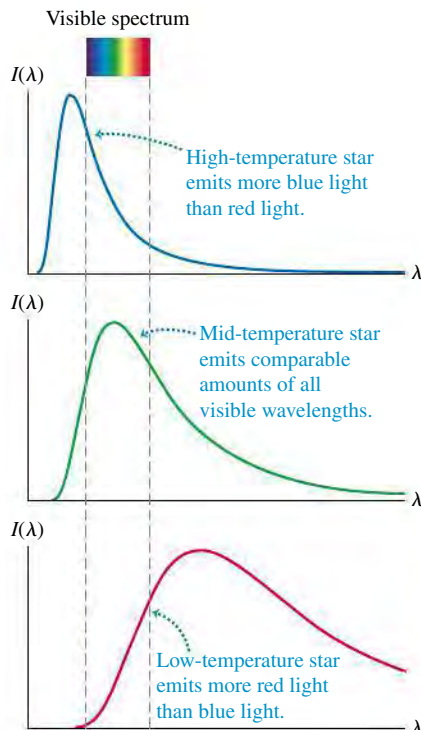 Visible spectrum
I(λ)
High-temperature star
emits more blue light
than red light.
λ
I(λ)
Mid-temperature star
emits comparable
amounts of all
visible wavelengths.
λ
I(λ)
Low-temperature star
emits more red light
than blue light.
λ